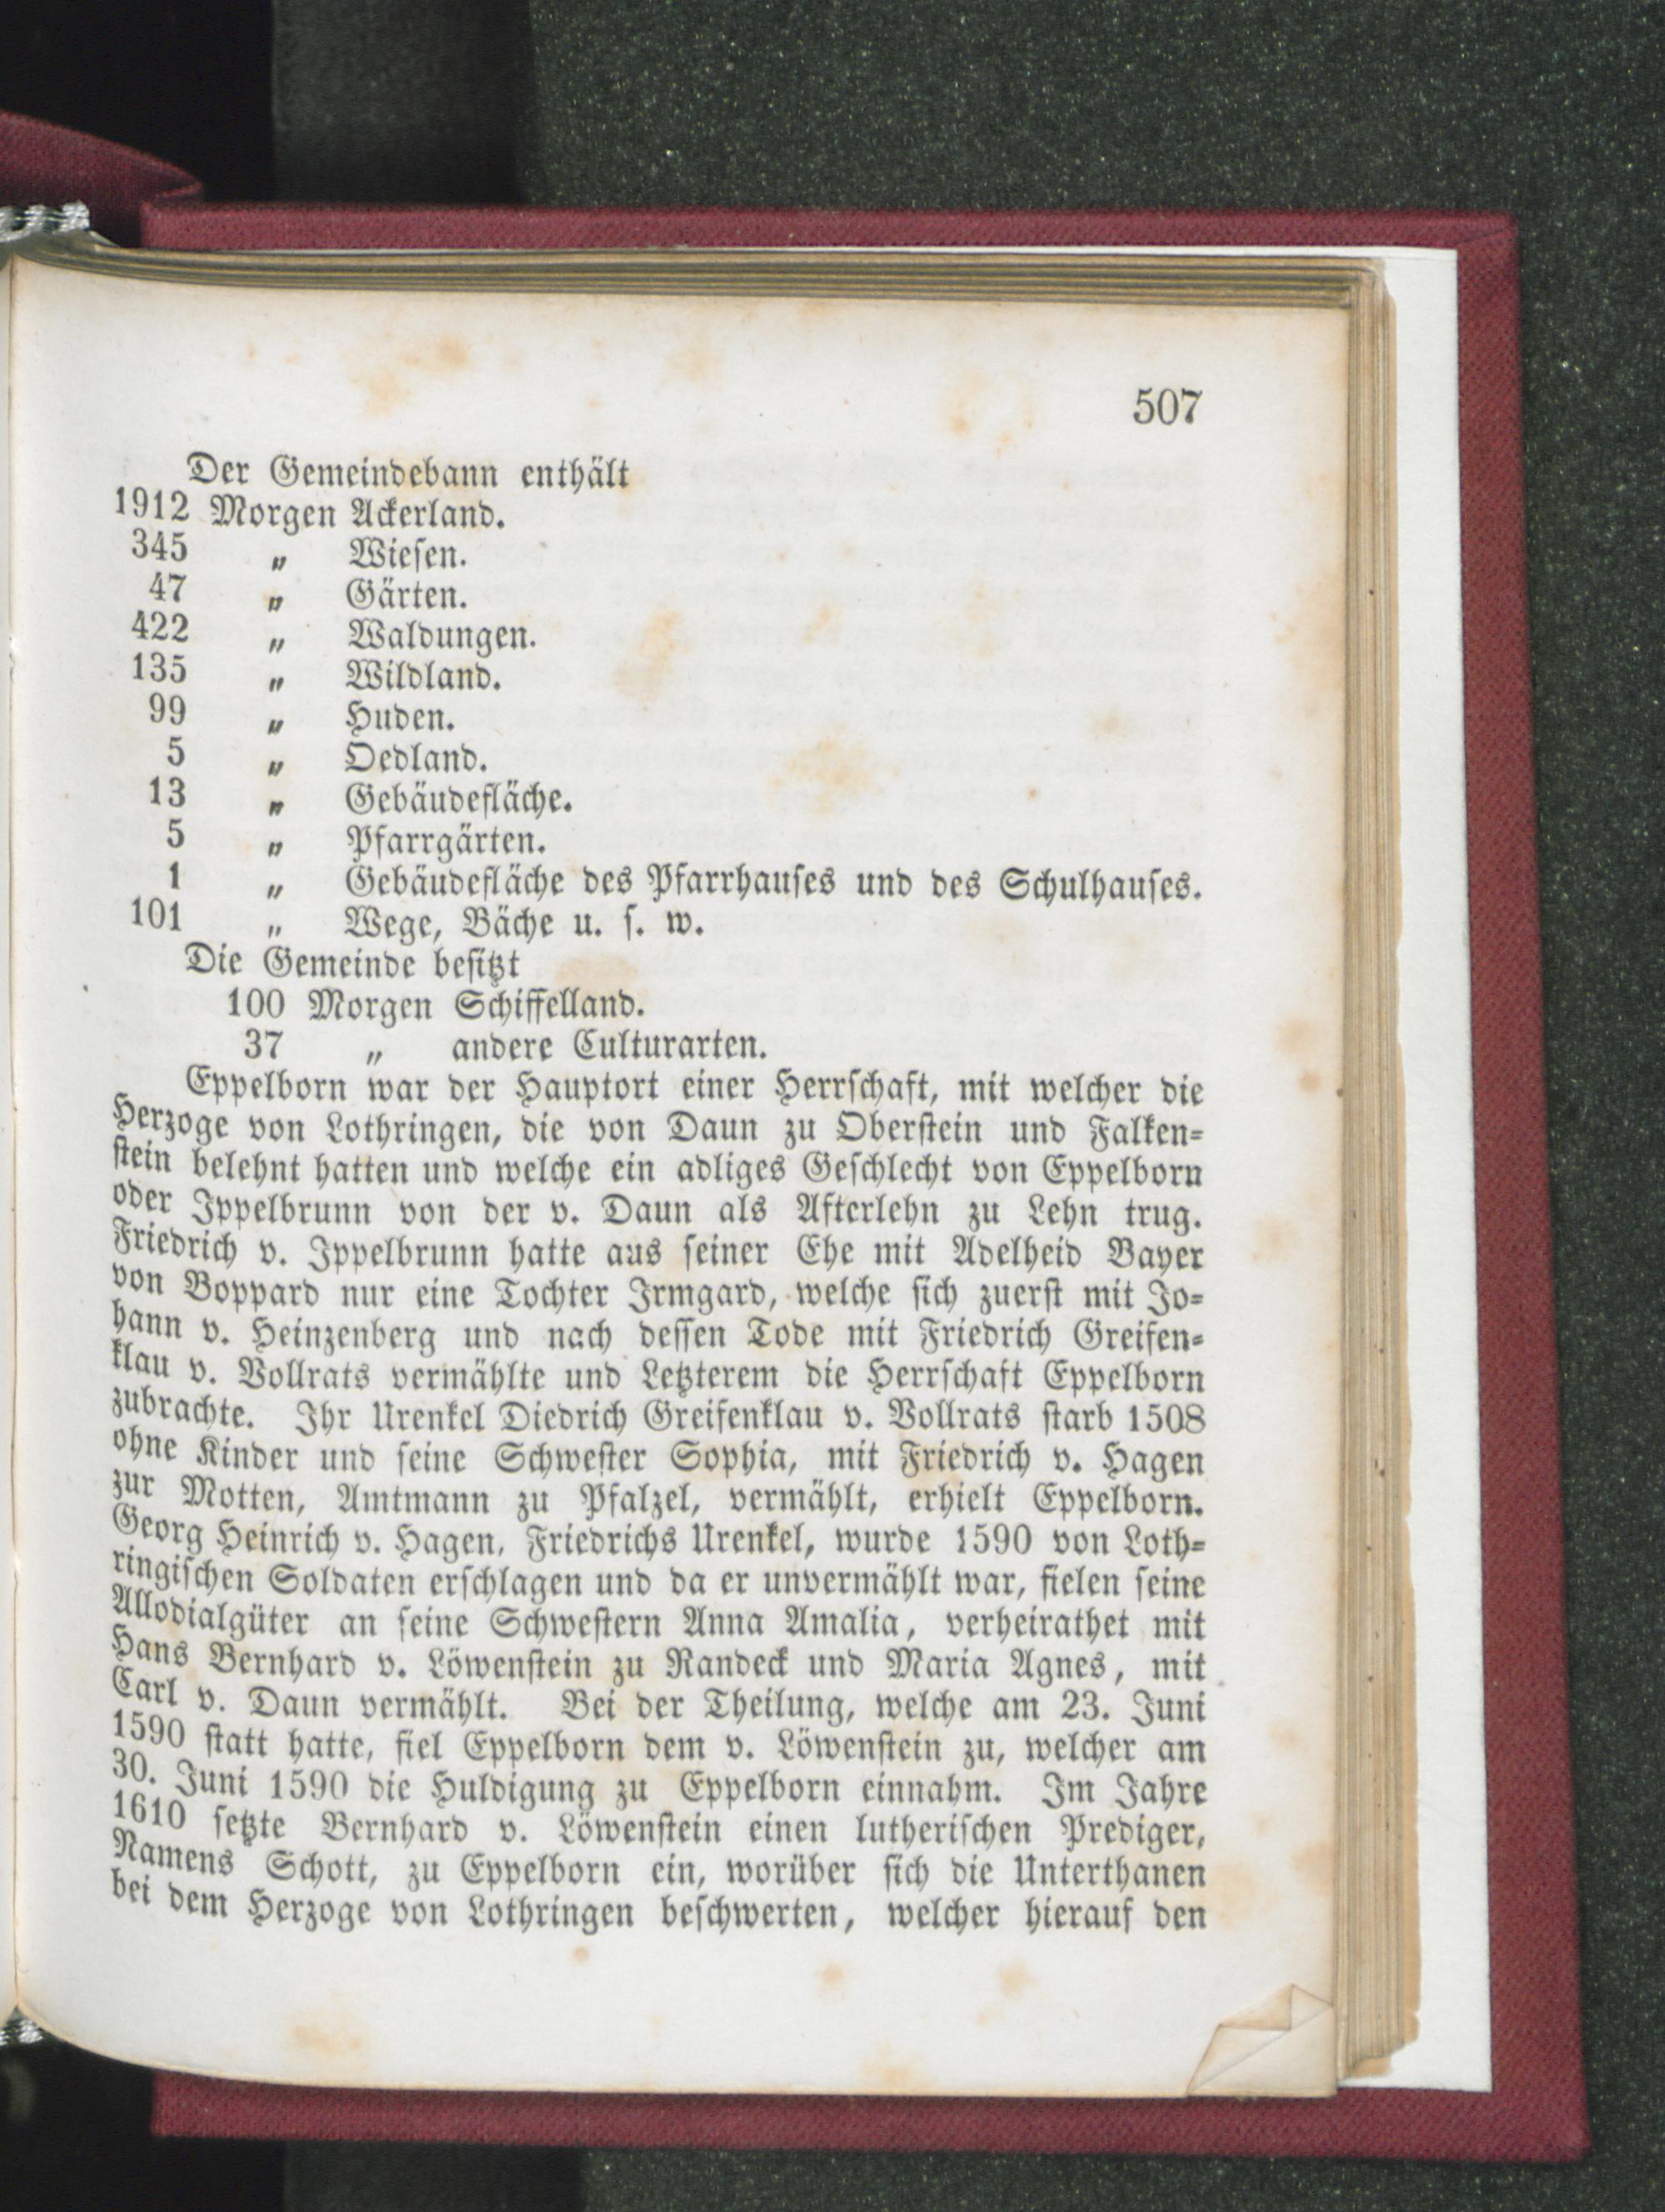 507
Der Gemeindebann enthält
1912 Morgen Ackerland.
345 „ Wiesen.
47 „ Gärten.
422 „ Waldungen.
135 „ Wildland.
99 „ Huden.
5 „ Oedland.
13 „ Gebäudefläche.
5 „ Pfarrgärten.
1 „ Gebäudefläche des Pfarrhauses und des Schulhauses.
101 „ Wege, Bäche u. s. w.
Die Gemeinde besitzt
100 Morgen Schiffelland.
37 „ andere Culturarten.
Eppelborn war der Hauptort einer Herrschaft, mit welcher die
Herzoge von Lothringen, die von Daun zu Oberstein und Falken-
stein belehnt hatten und welche ein adliges Geschlecht von Eppelborn
oder Ippelbrunn von der v. Daun als Afterlehn zu Lehn trug.
Friedrich v. Ippelbrunn hatte aus seiner Ehe mit Adelheid Bayer
von Boppard nur eine Tochter Irmgard, welche sich zuerst mit Jo-
hann v. Heinzenberg und nach dessen Tode mit Friedrich Greifen-
klau v. Vollrats vermählte und Letzterem die Herrschaft Eppelborn
zubrachte. Ihr Urenkel Diedrich Greifenklau v. Vollrats starb 1508
ohne Kinder und seine Schwester Sophia, mit Friedrich v. Hagen
zur Motten, Amtmann zu Pfalzel, vermählt, erhielt Eppelborn.
Georg Heinrich v. Hagen, Friedrichs Urenkel, wurde 1590 von Loth-
ringischen Soldaten erschlagen und da er unvermählt war, fielen seine
Allodialgüter an seine Schwestern Anna Amalia, verheirathet mit
Hans Bernhard v. Löwenstein zu Randeck und Maria Agnes, mit
Carl v. Daun vermählt. Bei der Theilung, welche am 23. Juni
1590 statt hatte, fiel Eppelborn dem v. Löwenstein zu, welcher am
30. Juni 1590 die Huldigung zu Eppelborn einnahm. Im Jahre
1610 setzte Bernhard v. Löwenstein einen lutherischen Prediger,
Namens Schott, zu Eppelborn ein, worüber sich die Unterthanen
bei dem Herzoge von Lothringen beschwerten, welcher hierauf den